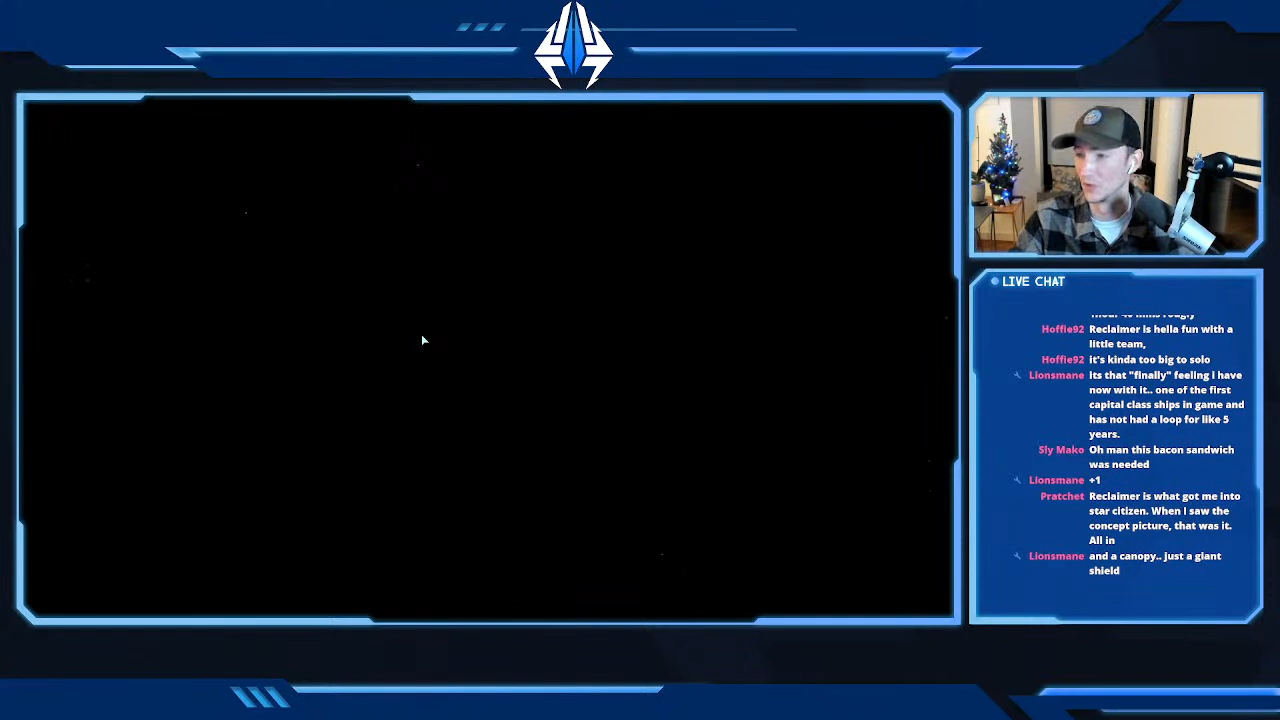 LIVE CHAT
Hoffie92 Reclaimer is hella fun with a
little team,
Hoffie92 it's kinda too big to solo
Lionsmane Its that "finally" feeling i have
now with it.. one of the first
capital class ships in game and
has not had a loop for like 5
years.
Sly Mako Oh man this bacon sandwich
was needed
Lionsmane +1
Pratchet Reclaimer is what got me into
star citizen. When I saw the
concept picture, that was it.
All in
Lionsmane and a canopy.. just a giant
shield